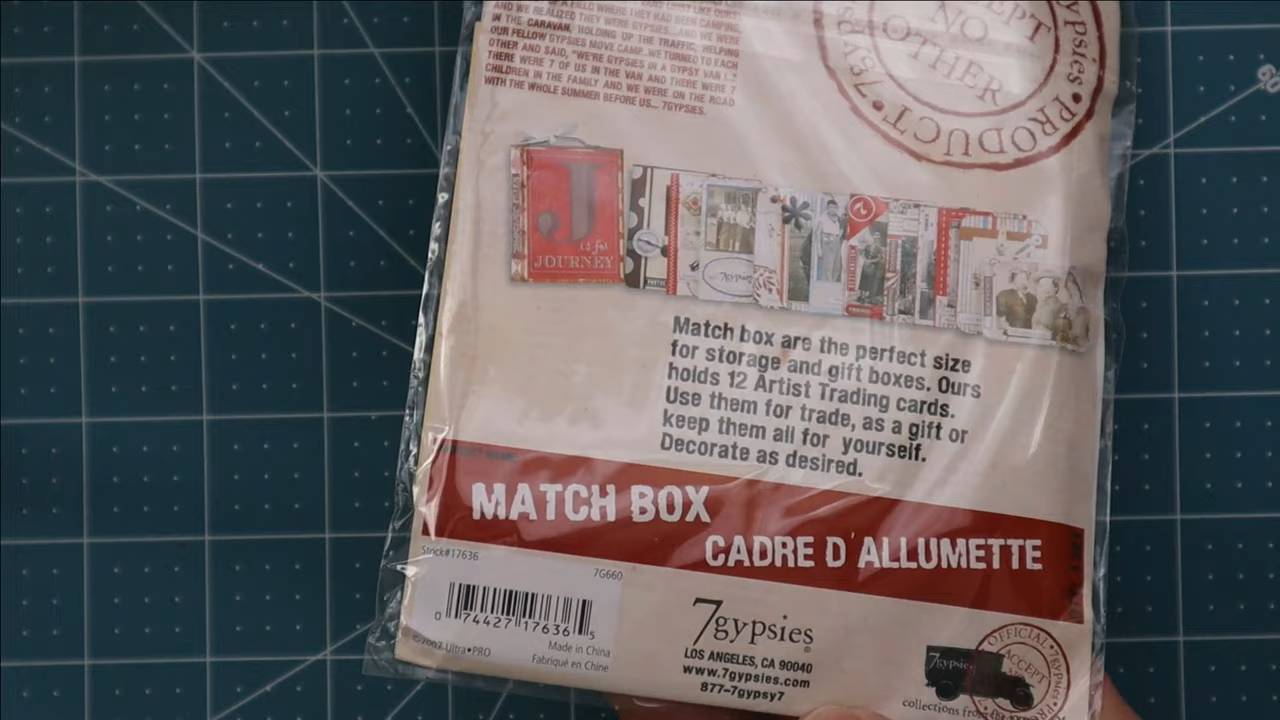 OF A FIELD WHERE THEY HAD BEEN CAMPING,
AND WE REALIZED THEY WERE GYPSIES...AND WE WERE
IN THE CARAVAN, HOLDING UP THE TRAFFIC, HELPING
OUR FELLOW GYPSIES MOVE CAMP. WE TURNED TO EACH
OTHER AND SAID, "WE'RE GYPSIES IN A GYPSY VAN !..."
THERE WERE 7 OF US IN THE VAN AND THERE WERE 7
CHILDREN IN THE FAMILY AND WE WERE ON THE ROAD
WITH THE WHOLE SUMMER BEFORE US... 7GYPSIES.
NO
OTHER
7gypsies • PRODUCT •
J
is for
JOURNEY
7gypsies
Match box are the perfect size
for storage and gift boxes. Ours
holds 12 Artist Trading cards.
Use them for trade, as a gift or
keep them all for yourself.
Decorate as desired.
MATCH BOX
CADRE D'ALLUMETTE
Stock#17636
7G660
0 74427 17636 5
©2007 Ultra•PRO
Made in China
Fabriqué en Chine
7gypsies®
LOS ANGELES, CA 90040
www.7gypsies.com
877-7gypsy7
7gypsies
OFFICIAL • 7gypsies
ACCEPT
collections from the